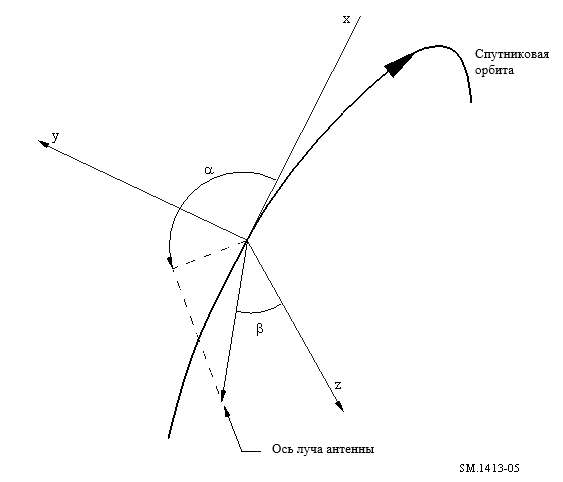 x
Спутниковая
орбита
y
α
β
z
Ось луча антенны
SM.1413-05